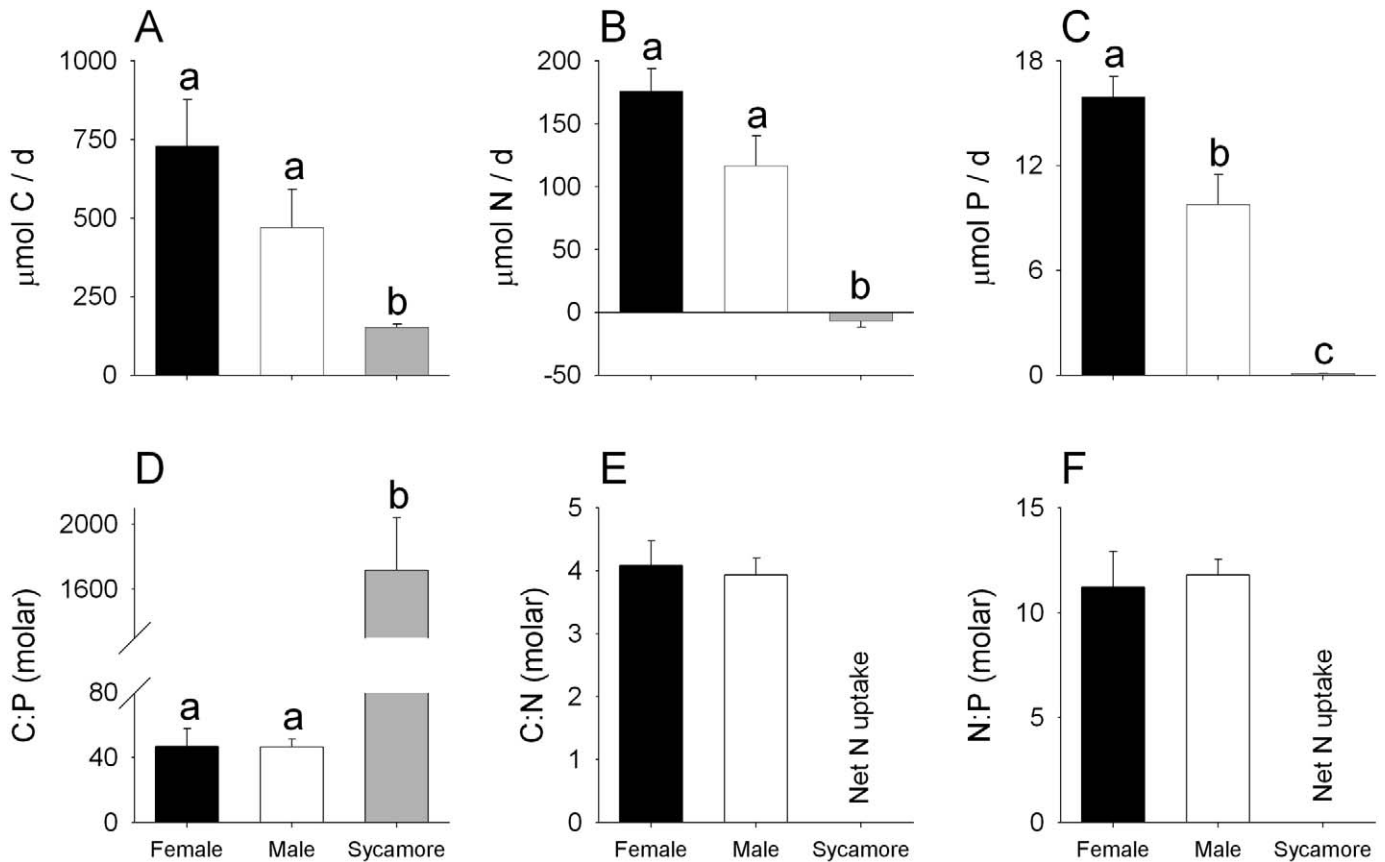 A
μmol C / d
1000
750
500
250
0
a
a
b
B
μmol N / d
200
150
100
50
0
-50
a
a
b
C
μmol P / d
18
12
6
0
a
b
c
D
C:P (molar)
2000
1600
80
40
0
a
a
b
Female Male Sycamore
E
C:N (molar)
5
4
3
2
1
0
Net N uptake
Female Male Sycamore
F
N:P (molar)
15
10
5
0
Net N uptake
Female Male Sycamore